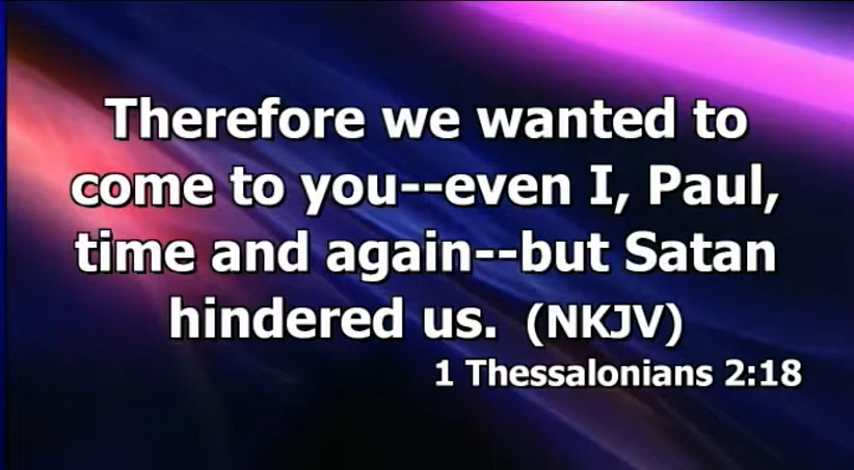 Therefore we wanted to
come to you--even I, Paul,
time and again--but Satan
hindered us. (NKJV)
1 Thessalonians 2:18